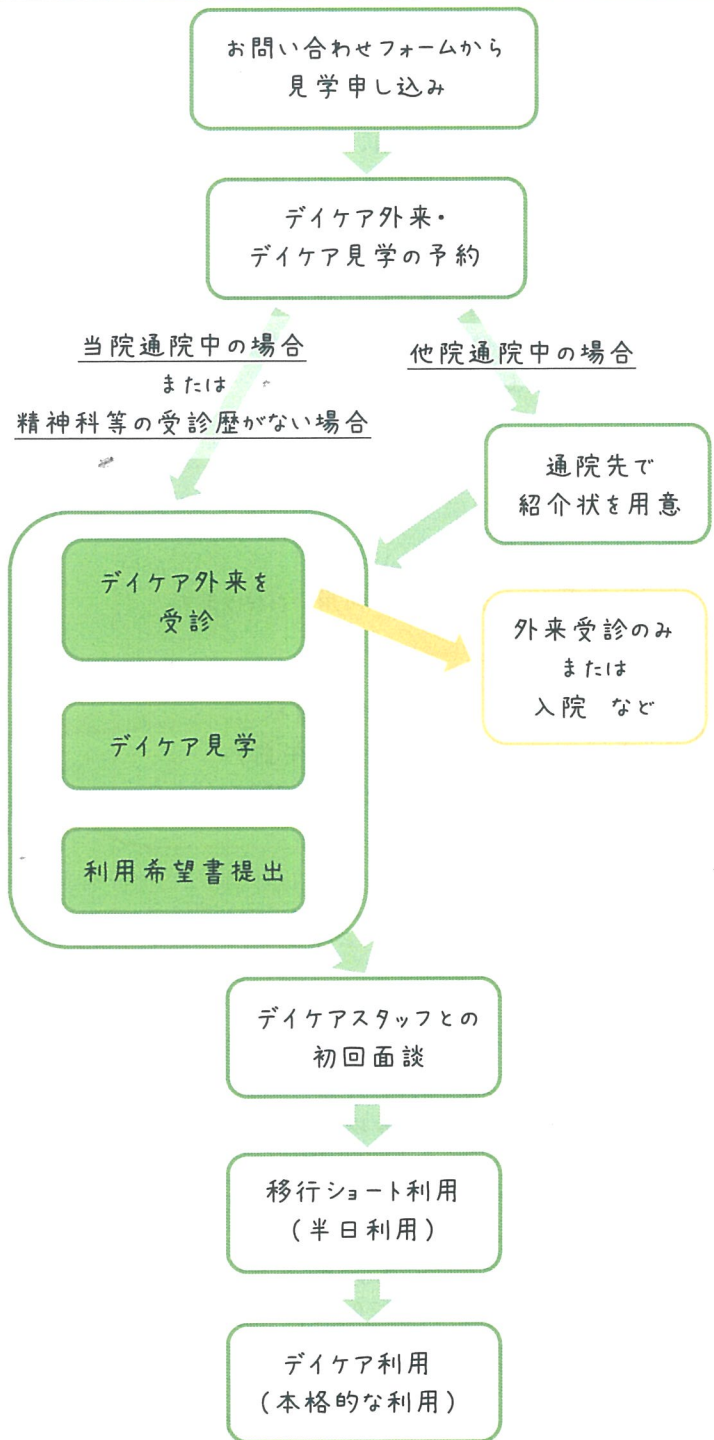 お問い合わせフォームから
見学申し込み
デイケア外来・
デイケア見学の予約
当院通院中の場合
または
精神科等の受診歴がない場合
他院通院中の場合
通院先で
紹介状を用意
デイケア外来を
受診
外来受診のみ
または
入院 など
デイケア見学
利用希望書提出
デイケアスタッフとの
初回面談
移行ショート利用
(半日利用)
デイケア利用
(本格的な利用)